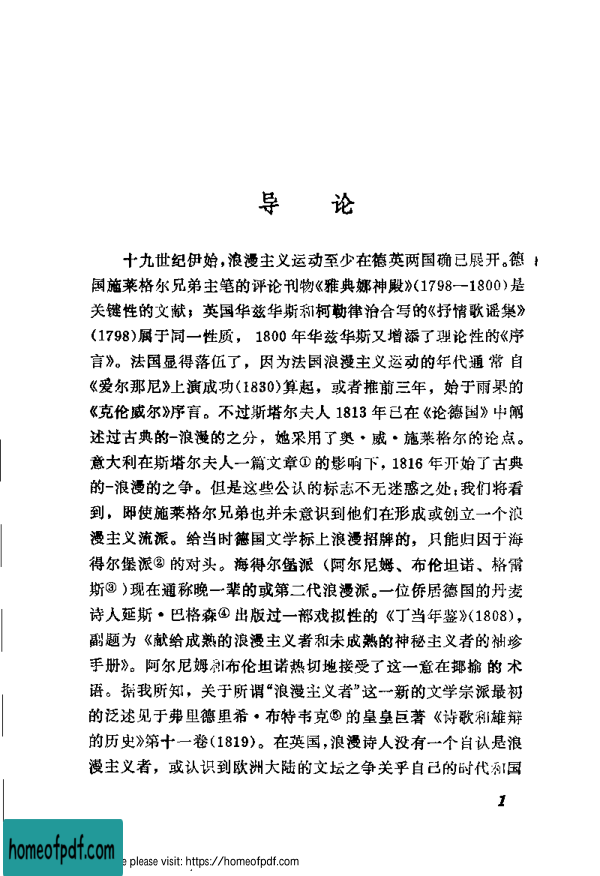 导 论
十九世纪伊始,浪漫主义运动至少在德英两国确已展开。德
国施莱格尔兄弟主笔的评论刊物《雅典娜神殿》(1798—1800)是
关键性的文献;英国华兹华斯和柯勒律治合写的《抒情歌谣集》
(1798)属于同一性质, 1800年华兹华斯又增添了理论性的《序
言》。法国显得落伍了,因为法国浪漫主义运动的年代通常自
《爱尔那尼》上演成功(1830)算起,或者推前三年,始于雨果的
《克伦威尔》序言。不过斯塔尔夫人1813年已在《论德国》中阐
述过古典的-浪漫的之分,她采用了奥·威·施莱格尔的论点。
意大利在斯塔尔夫人一篇文章①的影响下,1816年开始了古典
的-浪漫的之争。但是这些公认的标志不无迷惑之处:我们将看
到,即使施莱格尔兄弟也并未意识到他们在形成或创立一个浪
漫主义流派。给当时德国文学标上浪漫招牌的,只能归因于海
得尔堡派②的对头。海得尔堡派(阿尔尼姆、布伦坦诺、格雷
斯③)现在通称晚一辈的或第二代浪漫派。一位侨居德国的丹麦
诗人延斯·巴格森④出版过一部戏拟性的《丁当年鉴》(1808),
副题为《献给成熟的浪漫主义者和未成熟的神秘主义者的袖珍
手册》。阿尔尼姆和布伦坦诺热切地接受了这一意在揶揄的术
语。据我所知,关于所谓“浪漫主义者”这一新的文学宗派最初
的泛述见于弗里德里希·布特韦克⑤的皇皇巨著《诗歌和雄辩
的历史》第十一卷(1819)。在英国,浪漫诗人没有一个自认是浪
漫主义者,或认识到欧洲大陆的文坛之争关乎自己的时代和国
1
homeofpdf.com
e please visit: https://homeofpdf.com